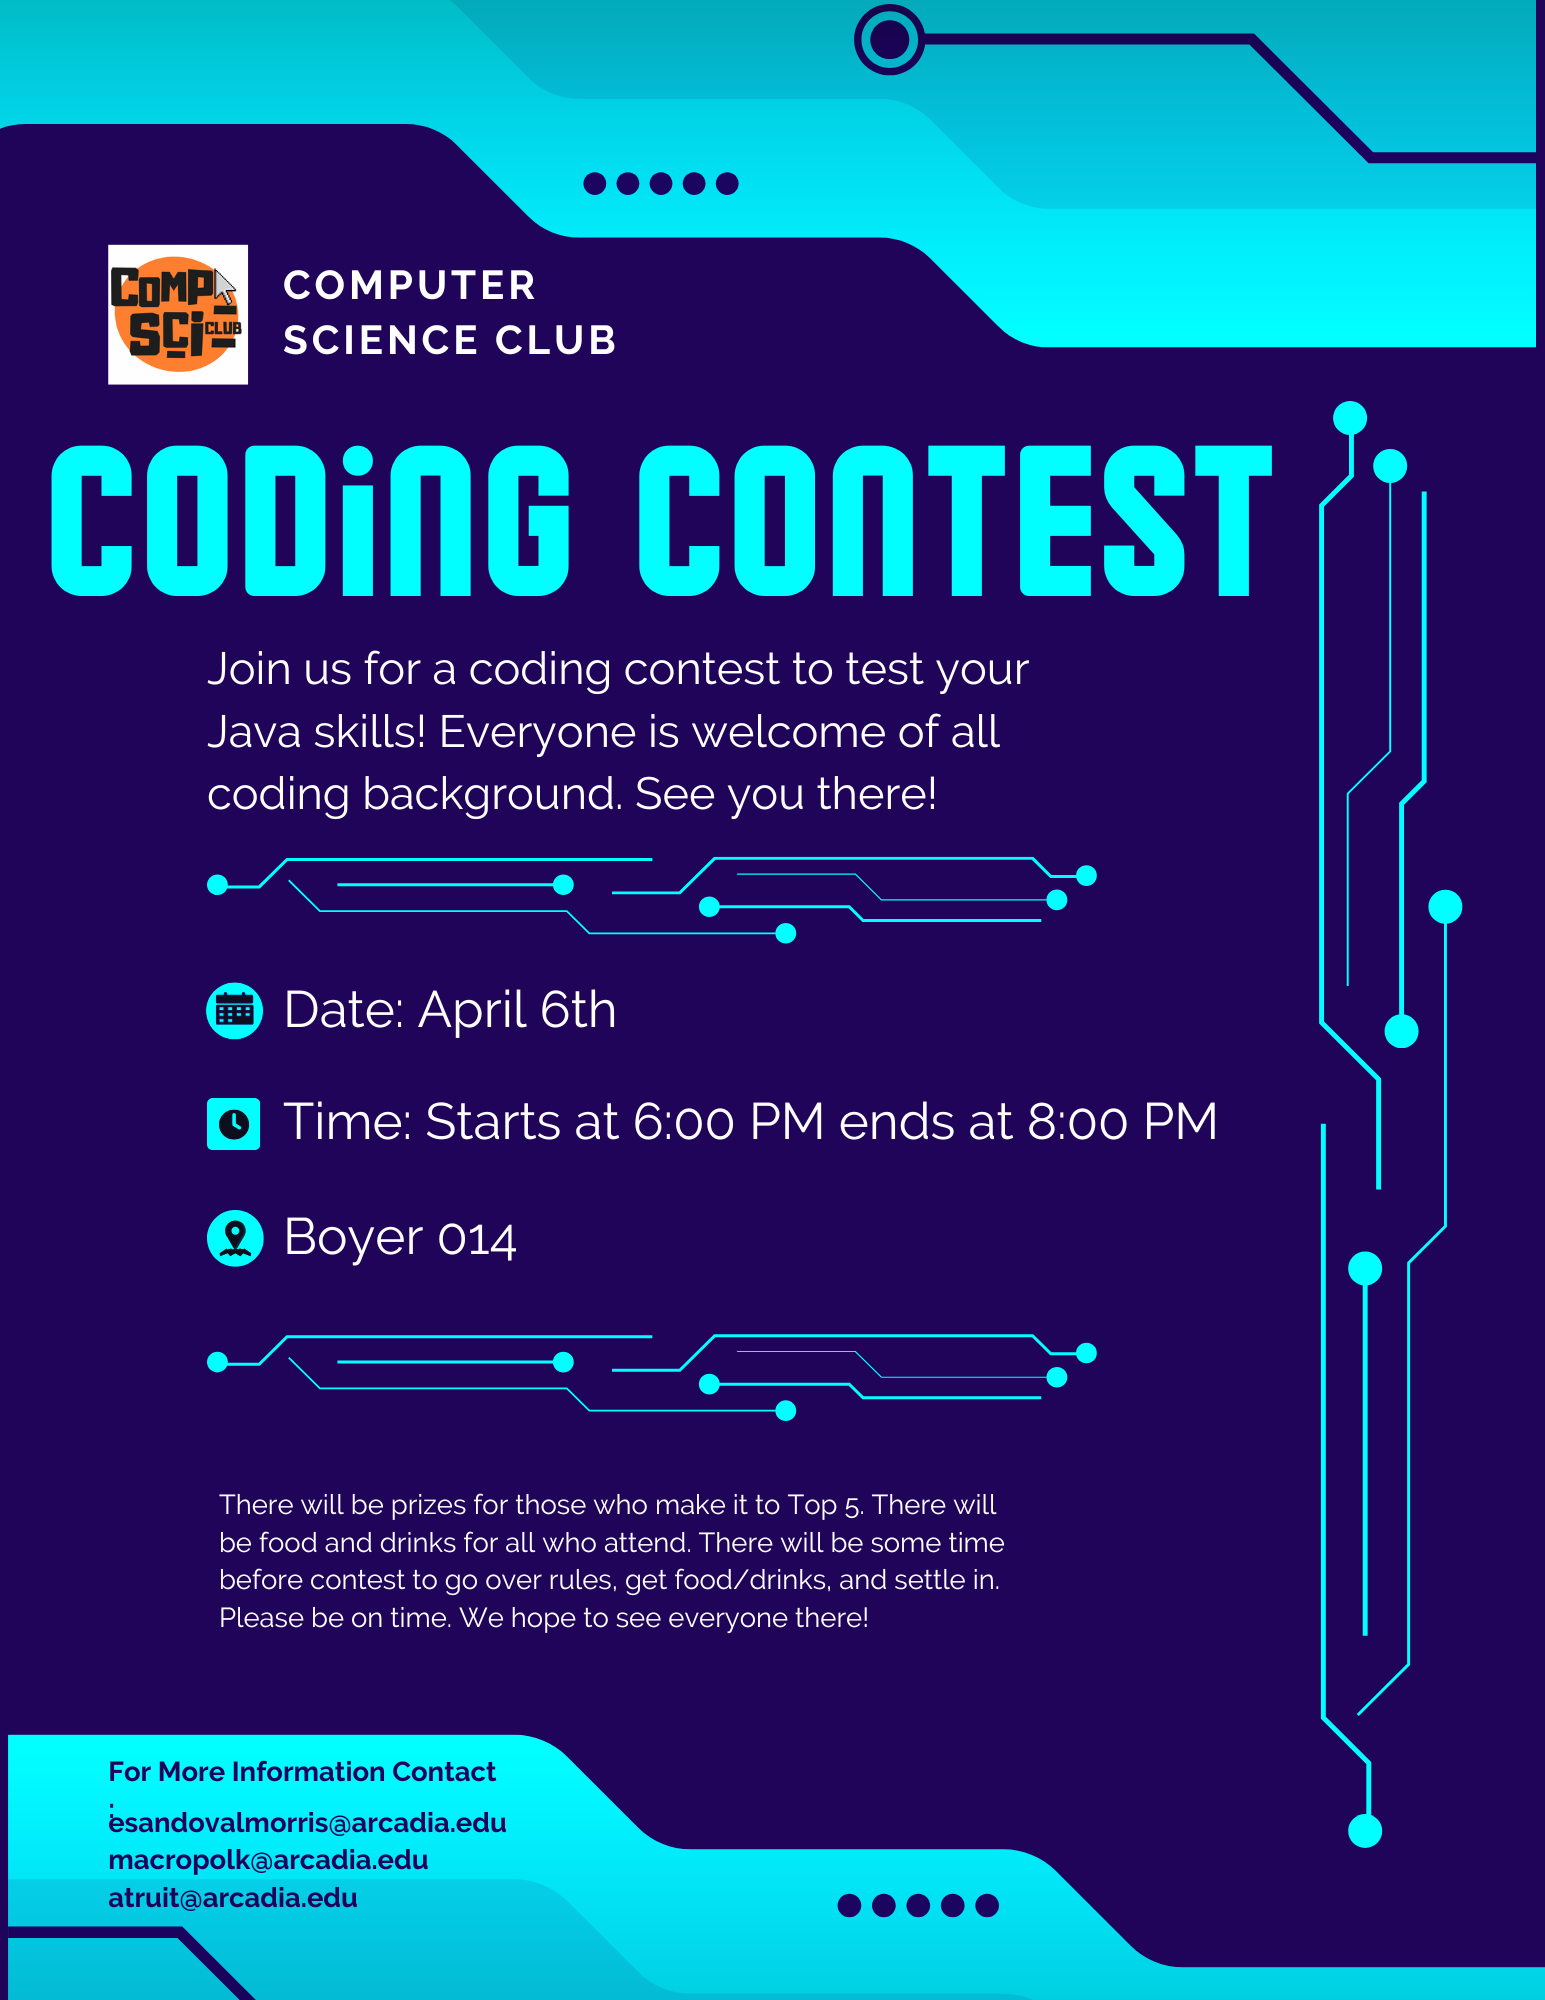 COMP
SCi CLUB
COMPUTER
SCIENCE CLUB
CODiNG CONTEST
Join us for a coding contest to test your
Java skills! Everyone is welcome of all
coding background. See you there!
Date: April 6th
Time: Starts at 6:00 PM ends at 8:00 PM
Boyer 014
There will be prizes for those who make it to Top 5. There will
be food and drinks for all who attend. There will be some time
before contest to go over rules, get food/drinks, and settle in.
Please be on time. We hope to see everyone there!
For More Information Contact
:
esandovalmorris@arcadia.edu
macropolk@arcadia.edu
atruit@arcadia.edu